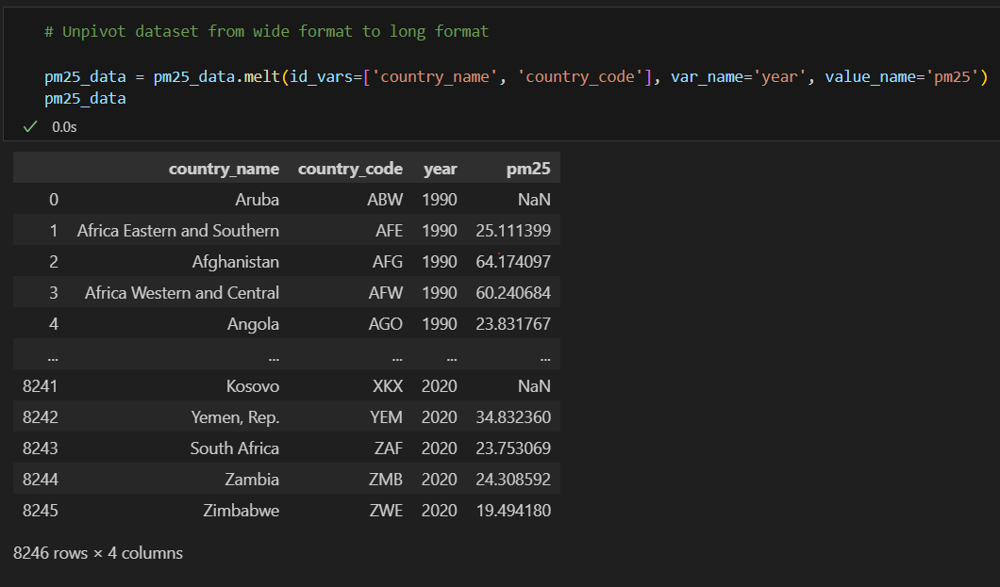 # Unpivot dataset from wide format to long format
pm25_data = pm25_data.melt(id_vars=['country_name', 'country_code'], var_name='year', value_name='pm25')
pm25_data
✓ 0.0s
country_name country_code year pm25
0 Aruba ABW 1990 NaN
1 Africa Eastern and Southern AFE 1990 25.111399
2 Afghanistan AFG 1990 64.174097
3 Africa Western and Central AFW 1990 60.240684
4 Angola AGO 1990 23.831767
... ... ... ... ...
8241 Kosovo XKX 2020 NaN
8242 Yemen, Rep. YEM 2020 34.832360
8243 South Africa ZAF 2020 23.753069
8244 Zambia ZMB 2020 24.308592
8245 Zimbabwe ZWE 2020 19.494180
8246 rows × 4 columns